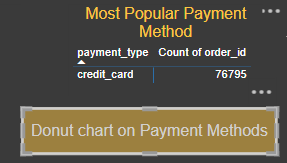 Most Popular Payment
Method
payment_type Count of order_id
credit_card 76795
Donut chart on Payment Methods